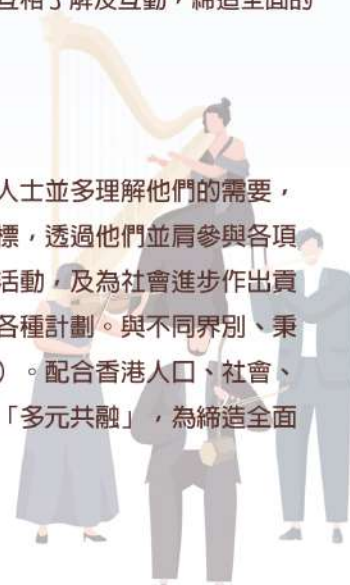 互相了解及互動，締造全面的
人士並多理解他們的需要，
標，透過他們並肩參與各項
活動，及為社會進步作出貢
各種計劃。與不同界別、秉
）。配合香港人口、社會、
「多元共融」，為締造全面